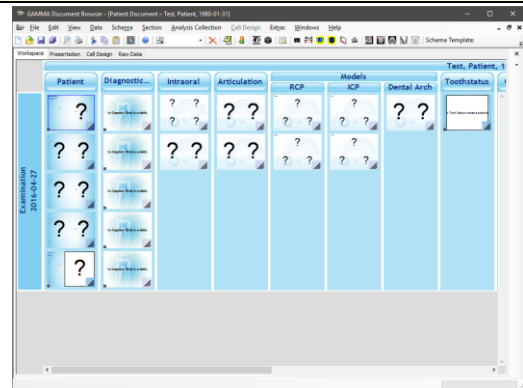 GAMMA Document Browser - [Patient Document - Test, Patient, 1980-01-31]
File Edit View Data Schema Section Analysis Collection Cell Design Extras Windows Help
Schema Template:
Workspace Presentation Cell Design Raw Data
Test, Patient, 1
Patient Diagnostic... Intraoral Articulation Models Toothstatus
RCP ICP Dental Arch
Examination
2016-04-27
? ? ? ? ? ? ? ? ?
? ? ? ? ? ? ? ? ? ? ? ?
? ?
? ?
?